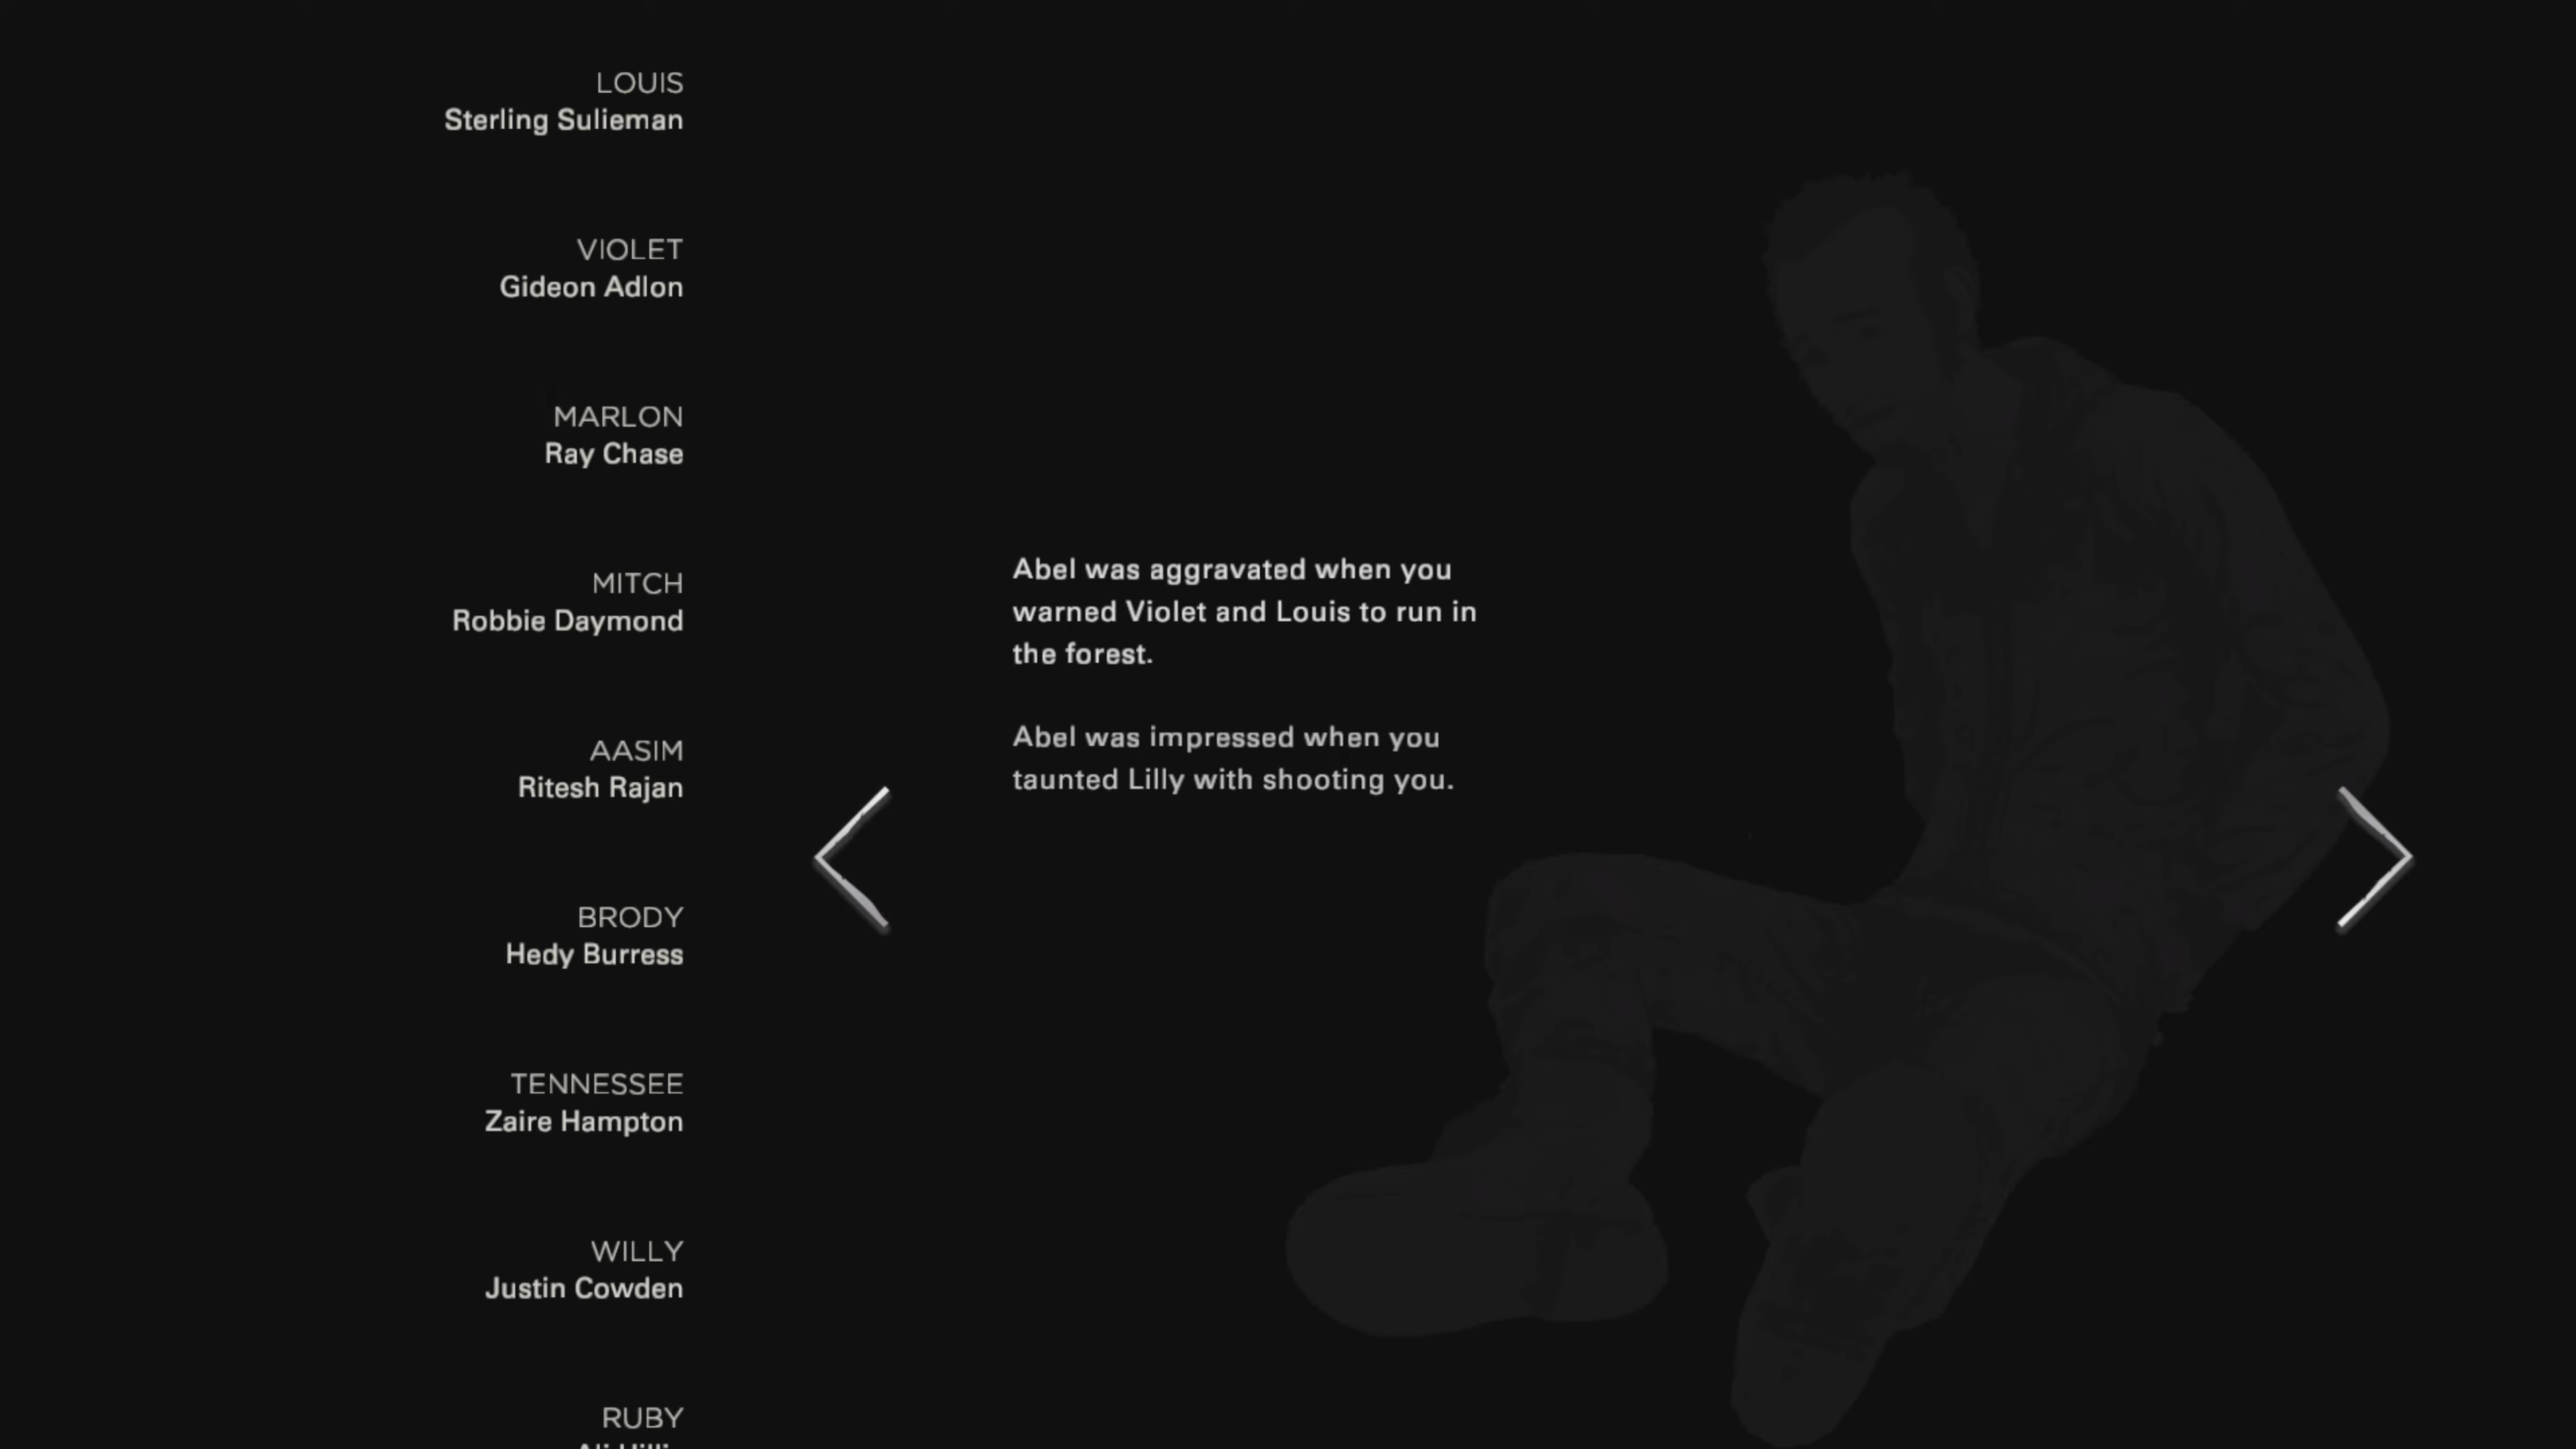 LOUIS
Sterling Sulieman
VIOLET
Gideon Adlon
MARLON
Ray Chase
MITCH
Robbie Daymond
AASIM
Ritesh Rajan
BRODY
Hedy Burress
TENNESSEE
Zaire Hampton
WILLY
Justin Cowden
RUBY
Abel was aggravated when you
warned Violet and Louis to run in
the forest.
Abel was impressed when you
taunted Lilly with shooting you.